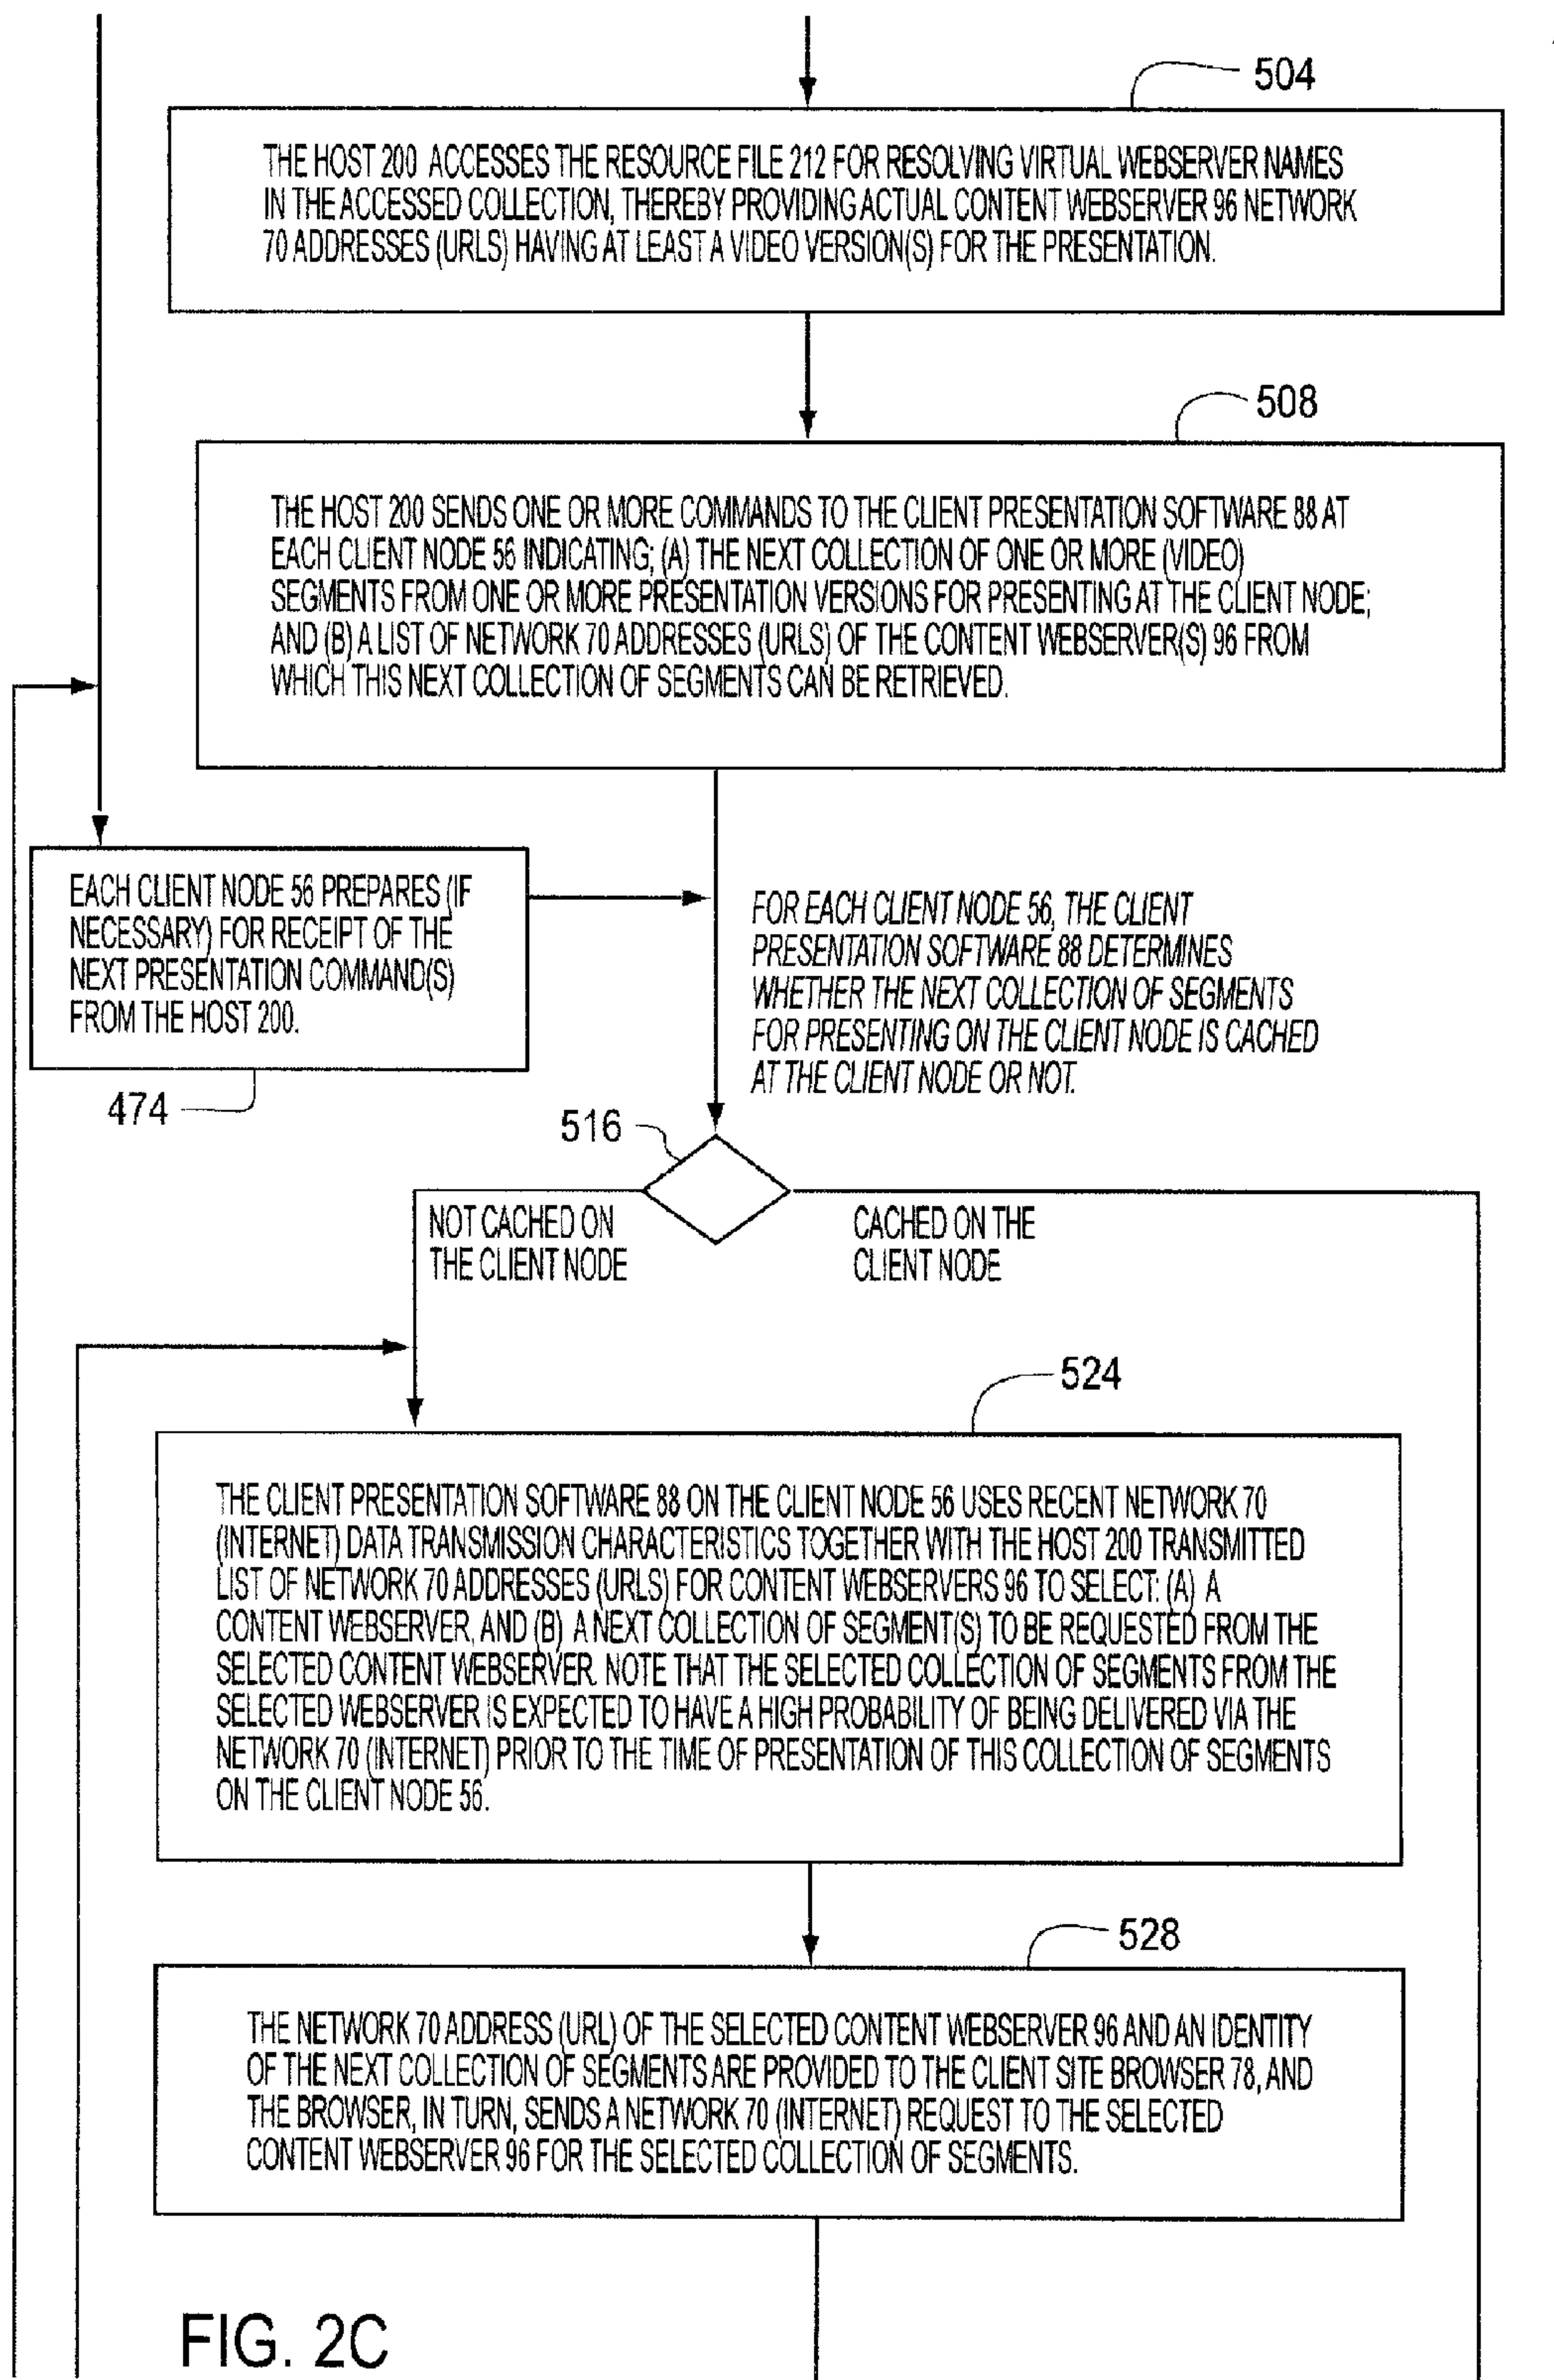 504
THE HOST 200 ACCESSES THE RESOURCE FILE 212 FOR RESOLVING VIRTUAL WEBSERVER NAMES
IN THE ACCESSED COLLECTION, THEREBY PROVIDING ACTUAL CONTENT WEBSERVER 96 NETWORK
70 ADDRESSES (URLS) HAVING AT LEAST A VIDEO VERSION(S) FOR THE PRESENTATION.
508
THE HOST 200 SENDS ONE OR MORE COMMANDS TO THE CLIENT PRESENTATION SOFTWARE 88 AT
EACH CLIENT NODE 56 INDICATING; (A) THE NEXT COLLECTION OF ONE OR MORE (VIDEO)
SEGMENTS FROM ONE OR MORE PRESENTATION VERSIONS FOR PRESENTING AT THE CLIENT NODE;
AND (B) A LIST OF NETWORK 70 ADDRESSES (URLS) OF THE CONTENT WEBSERVER(S) 96 FROM
WHICH THIS NEXT COLLECTION OF SEGMENTS CAN BE RETRIEVED.
EACH CLIENT NODE 56 PREPARES (IF
NECESSARY) FOR RECEIPT OF THE
NEXT PRESENTATION COMMAND(S)
FROM THE HOST 200.
474
FOR EACH CLIENT NODE 56, THE CLIENT
PRESENTATION SOFTWARE 88 DETERMINES
WHETHER THE NEXT COLLECTION OF SEGMENTS
FOR PRESENTING ON THE CLIENT NODE IS CACHED
AT THE CLIENT NODE OR NOT.
516
NOT CACHED ON
THE CLIENT NODE
CACHED ON THE
CLIENT NODE
524
THE CLIENT PRESENTATION SOFTWARE 88 ON THE CLIENT NODE 56 USES RECENT NETWORK 70
(INTERNET) DATA TRANSMISSION CHARACTERISTICS TOGETHER WITH THE HOST 200 TRANSMITTED
LIST OF NETWORK 70 ADDRESSES (URLS) FOR CONTENT WEBSERVERS 96 TO SELECT: (A) A
CONTENT WEBSERVER, AND (B) A NEXT COLLECTION OF SEGMENT(S) TO BE REQUESTED FROM THE
SELECTED CONTENT WEBSERVER. NOTE THAT THE SELECTED COLLECTION OF SEGMENTS FROM THE
SELECTED WEBSERVER IS EXPECTED TO HAVE A HIGH PROBABILITY OF BEING DELIVERED VIA THE
NETWORK 70 (INTERNET) PRIOR TO THE TIME OF PRESENTATION OF THIS COLLECTION OF SEGMENTS
ON THE CLIENT NODE 56.
528
THE NETWORK 70 ADDRESS (URL) OF THE SELECTED CONTENT WEBSERVER 96 AND AN IDENTITY
OF THE NEXT COLLECTION OF SEGMENTS ARE PROVIDED TO THE CLIENT SITE BROWSER 78, AND
THE BROWSER, IN TURN, SENDS A NETWORK 70 (INTERNET) REQUEST TO THE SELECTED
CONTENT WEBSERVER 96 FOR THE SELECTED COLLECTION OF SEGMENTS.
FIG. 2C